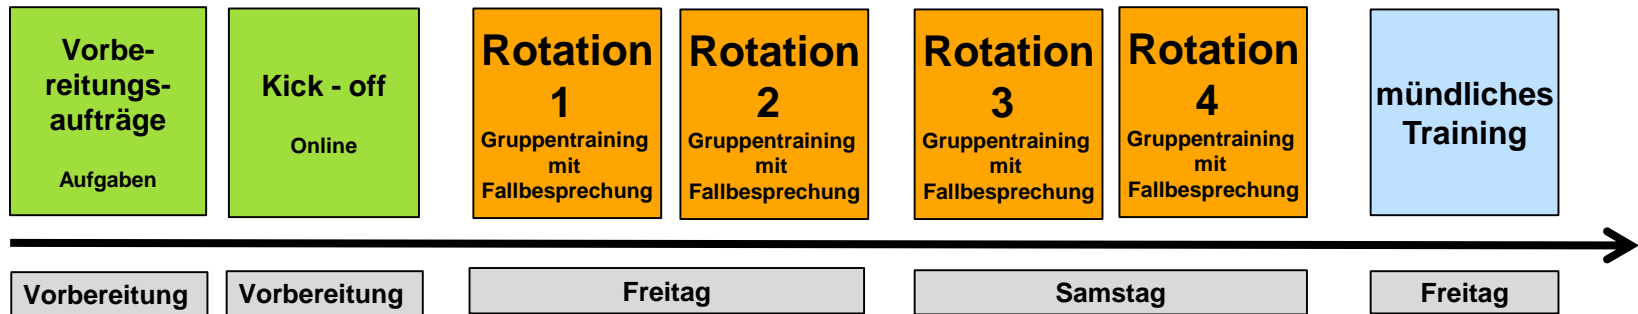 Vorbe-
reitungs-
aufträge
Aufgaben
Kick - off
Online
Rotation
1
Gruppentraining
mit
Fallbesprechung
Rotation
2
Gruppentraining
mit
Fallbesprechung
Rotation
3
Gruppentraining
mit
Fallbesprechung
Rotation
4
Gruppentraining
mit
Fallbesprechung
mündliches
Training
Vorbereitung
Vorbereitung
Freitag
Samstag
Freitag